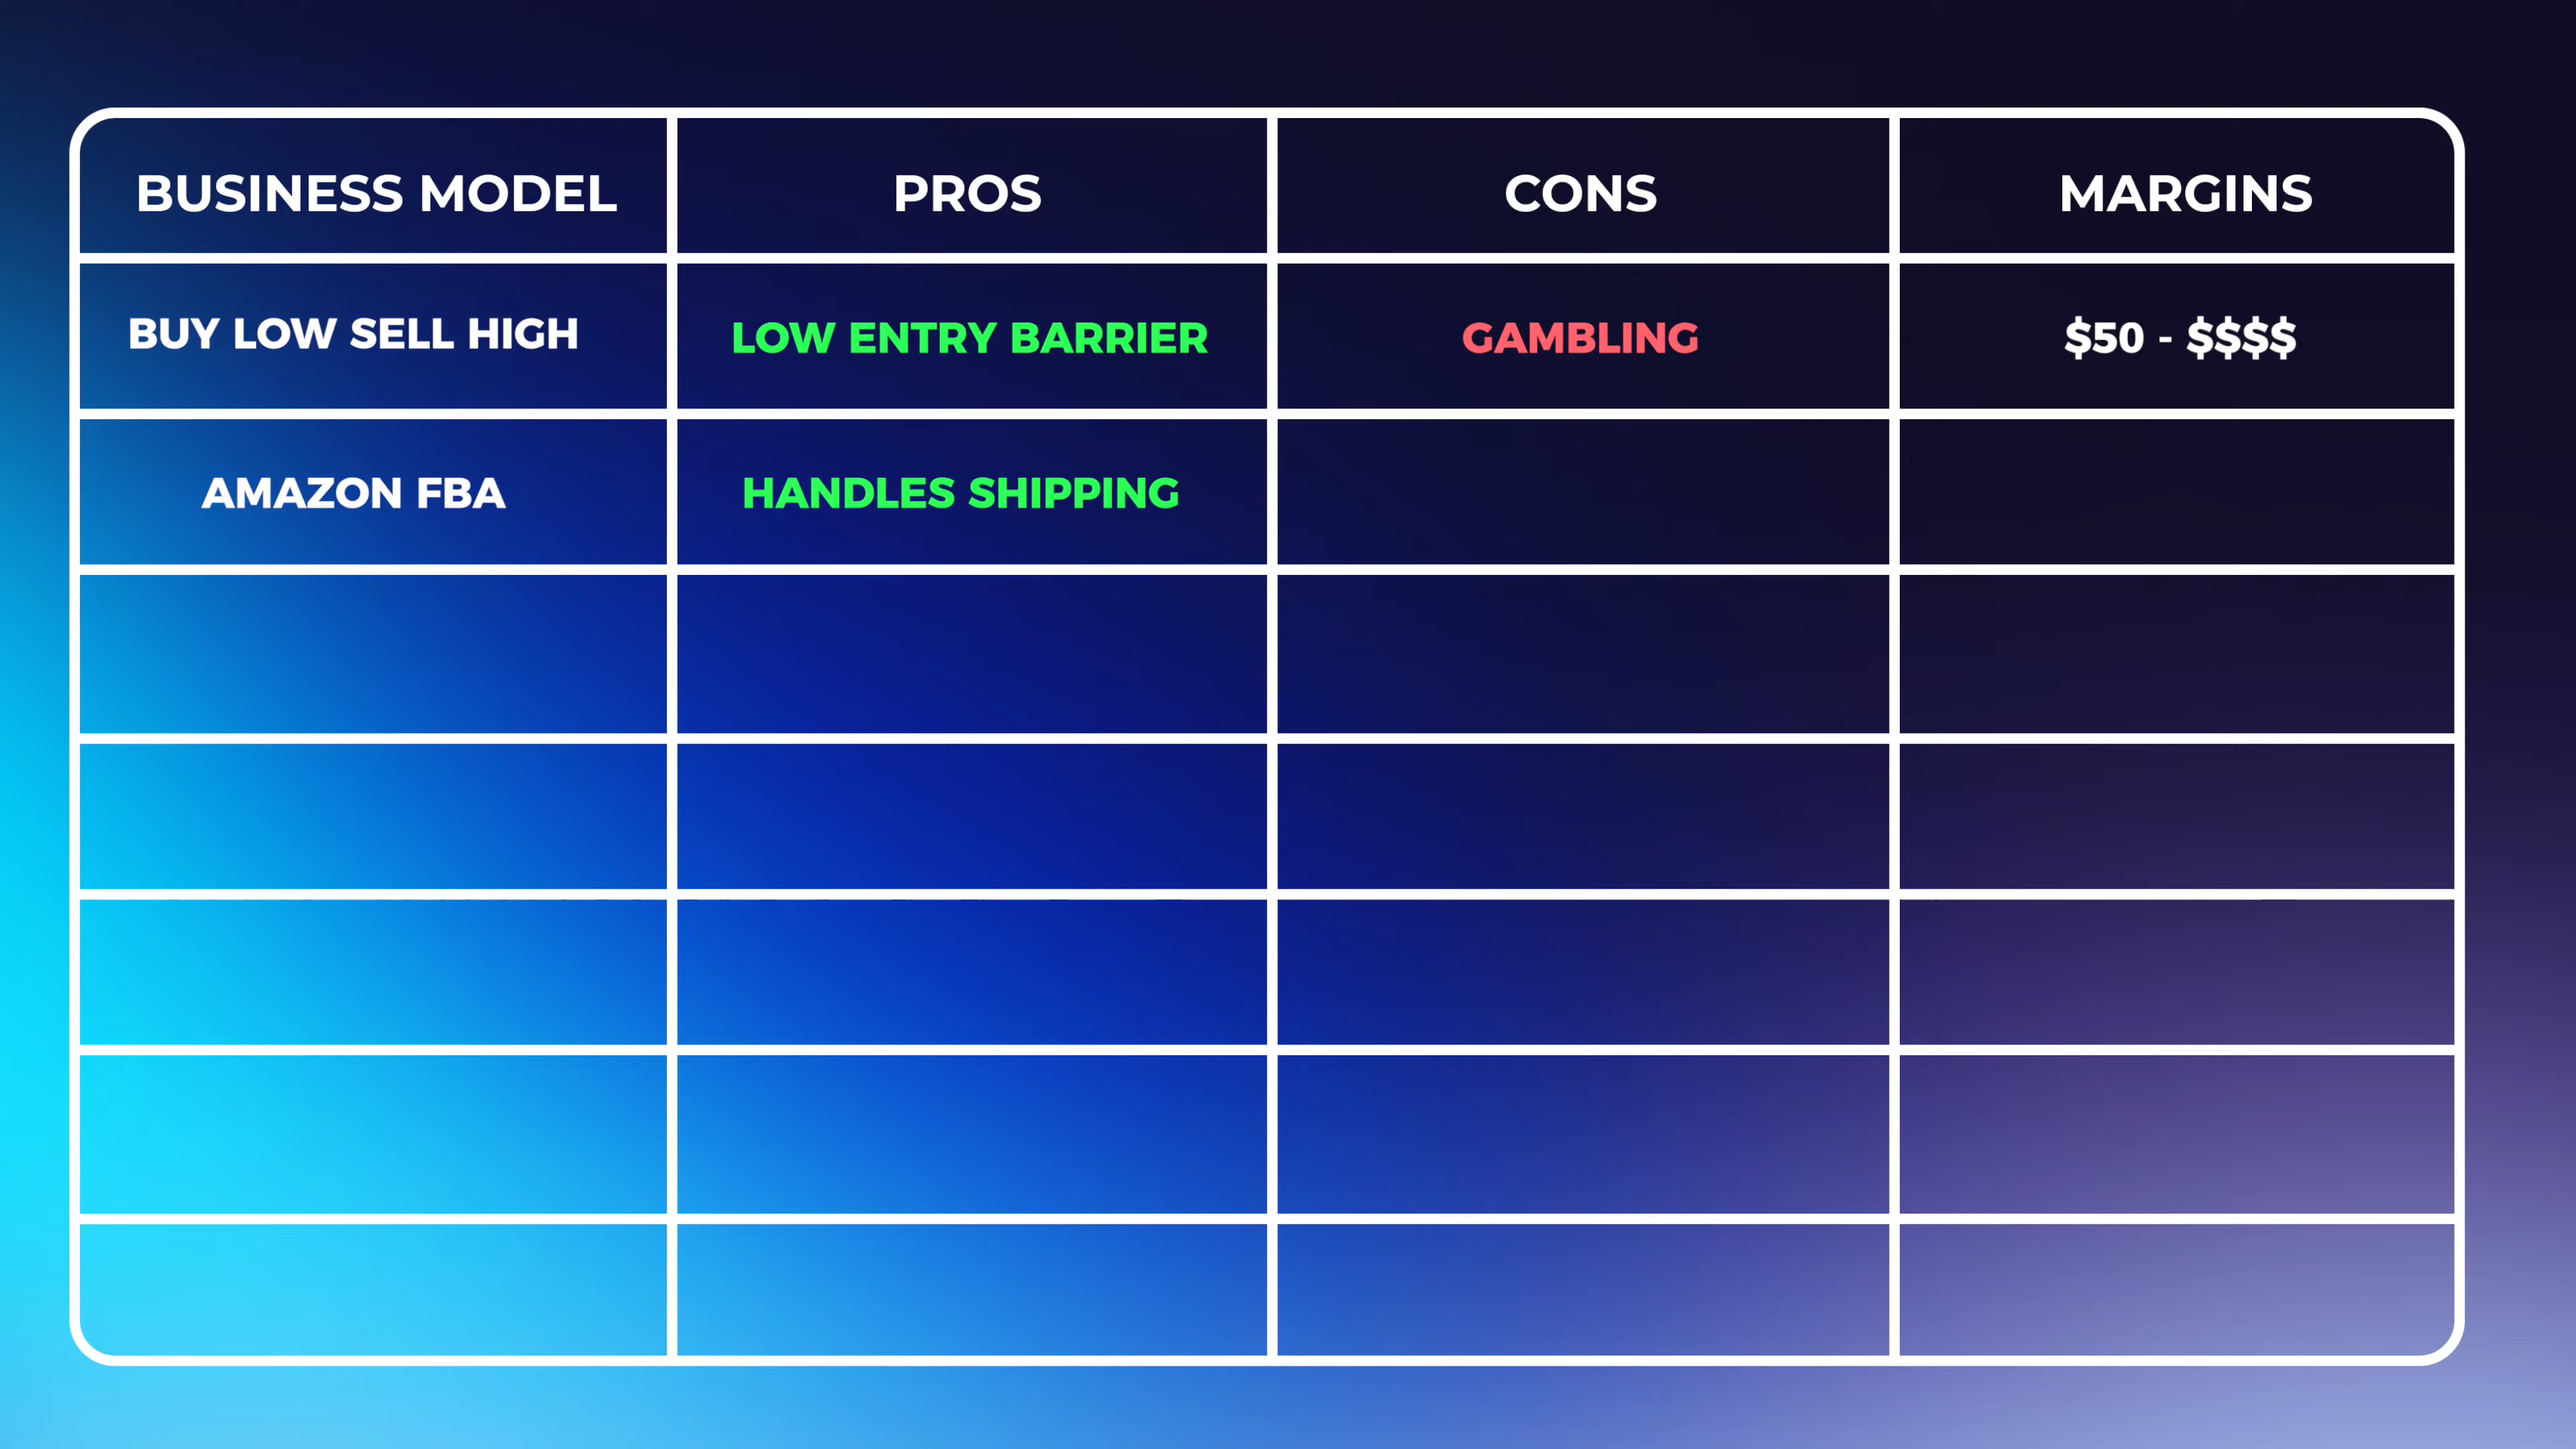 BUSINESS MODEL PROS CONS MARGINS
BUY LOW SELL HIGH LOW ENTRY BARRIER GAMBLING $50 - $$$$
AMAZON FBA HANDLES SHIPPING